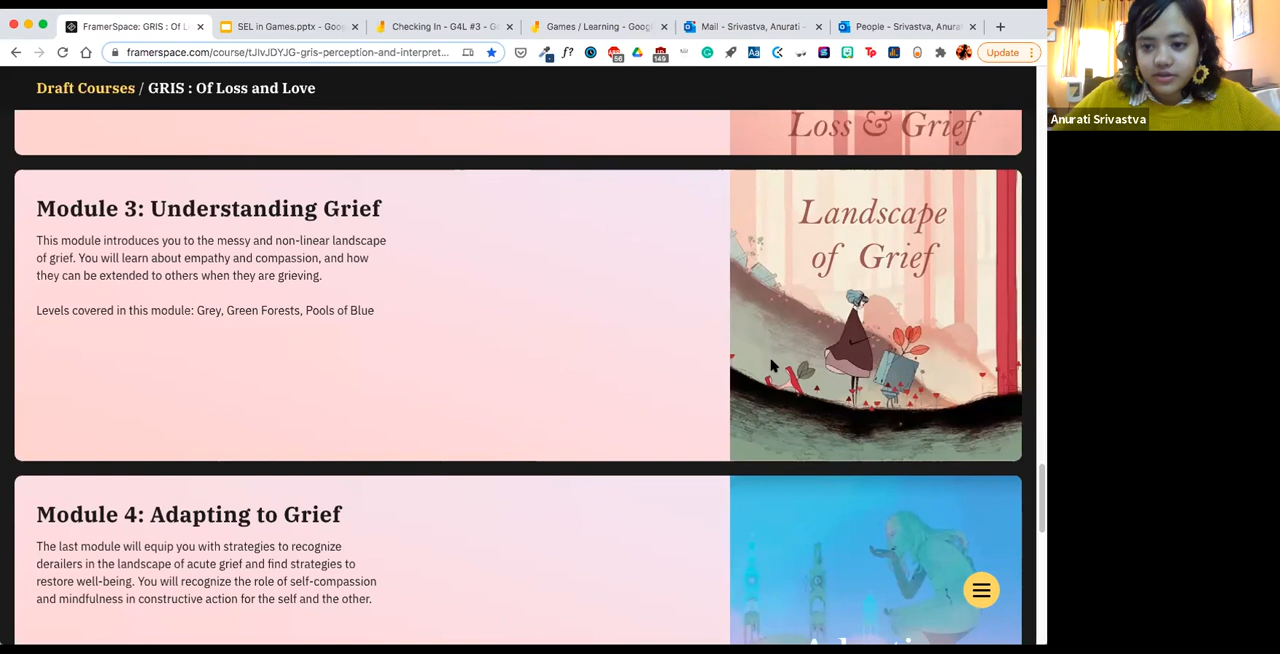 FramerSpace: GRIS : Of L
SEL in Games.pptx - Goo
Checking In - G4L #3 - G
Games / Learning - Goog
Mail - Srivastva, Anurati -
People - Srivastva, Anurat
framerspace.com/course/tJIvJDYJG-gris-perception-and-interpret...
f?
56
149
Aa
Tp
Update
Anurati Srivastva
Draft Courses / GRIS : Of Loss and Love
Loss & Grief
Module 3: Understanding Grief
This module introduces you to the messy and non-linear landscape
of grief. You will learn about empathy and compassion, and how
they can be extended to others when they are grieving.
Levels covered in this module: Grey, Green Forests, Pools of Blue
Landscape
of Grief
Module 4: Adapting to Grief
The last module will equip you with strategies to recognize
derailers in the landscape of acute grief and find strategies to
restore well-being. You will recognize the role of self-compassion
and mindfulness in constructive action for the self and the other.